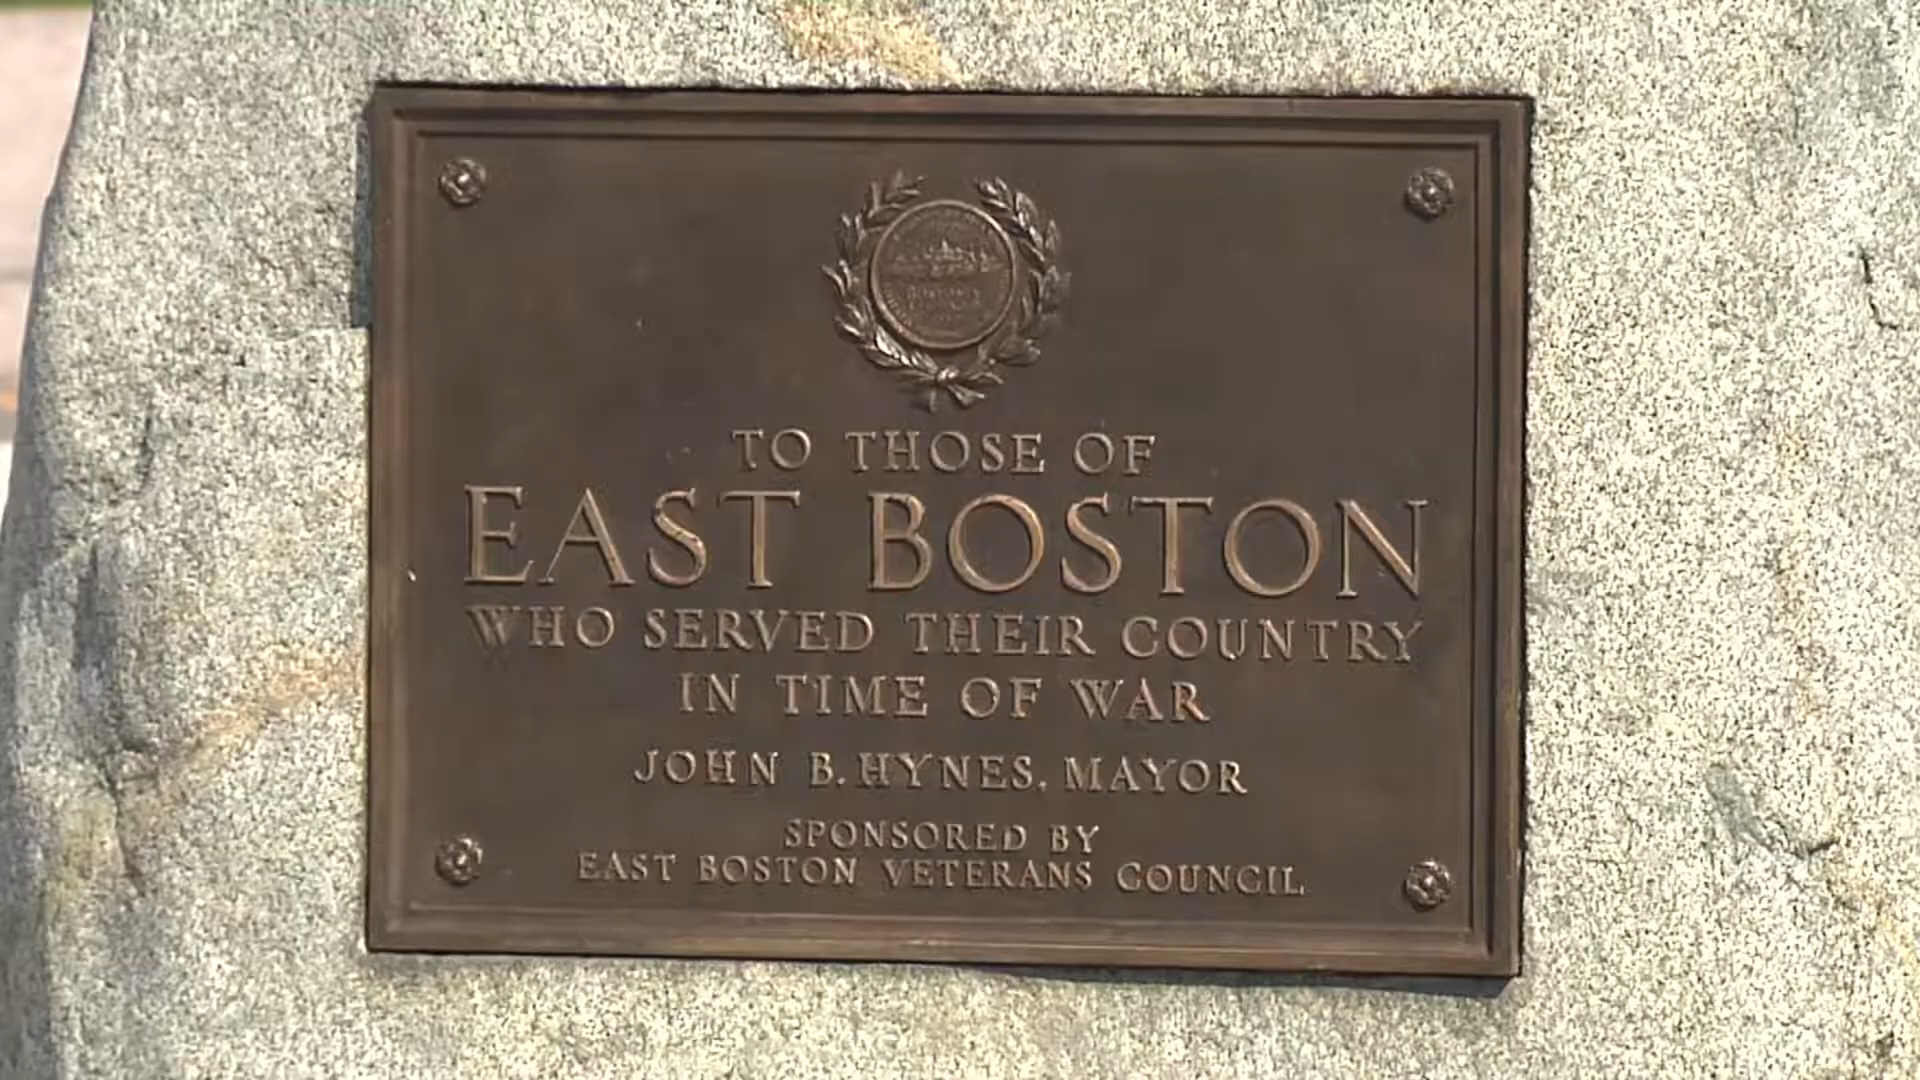 TO THOSE OF
EAST BOSTON
WHO SERVED THEIR COUNTRY
IN TIME OF WAR
JOHN B. HYNES, MAYOR
SPONSORED BY
EAST BOSTON VETERANS COUNCIL